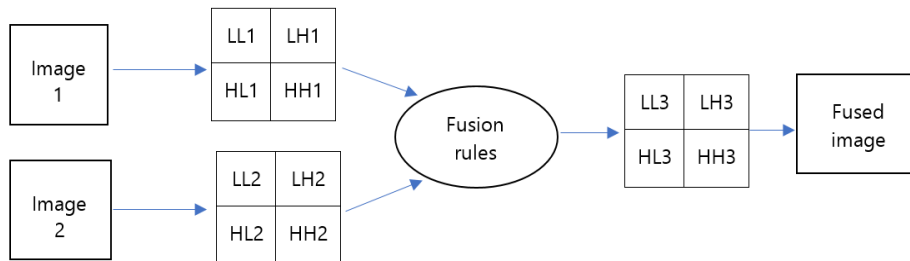 Image
1
LL1 LH1
HL1 HH1
Image
2
LL2 LH2
HL2 HH2
Fusion
rules
LL3 LH3
HL3 HH3
Fused
image